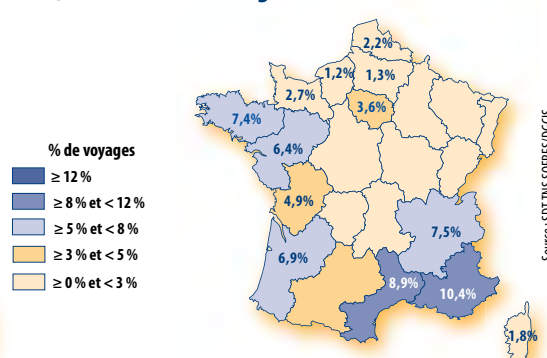 2,2%
1,2%
1,3%
2,7%
3,6%
7,4%
6,4%
% de voyages
≥ 12 %
≥ 8 % et < 12 %
≥ 5 % et < 8 %
≥ 3 % et < 5 %
≥ 0 % et < 3 %
4,9%
7,5%
6,9%
8,9%
10,4%
1,8%